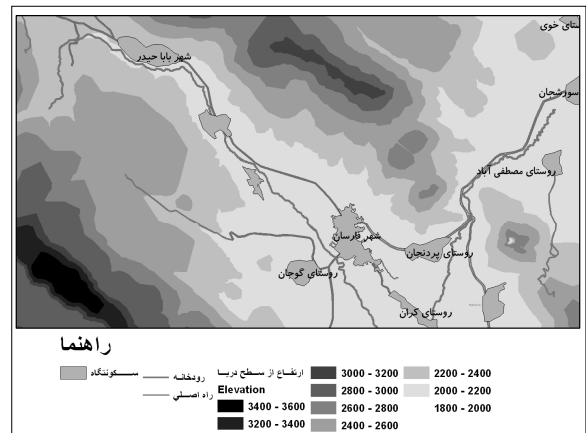 ستای خوی
شهر بابا حیدر
سورشجان
روستای مصطفی آباد
شهر فارسان
روستای پردنجان
روستای گوجان
روستای کران
راهنما
سکونتگاه
رودخانه
راه اصلي
ارتفاع از سطح دریا
Elevation
3400 - 3600
3200 - 3400
3000 - 3200
2800 - 3000
2600 - 2800
2400 - 2600
2200 - 2400
2000 - 2200
1800 - 2000